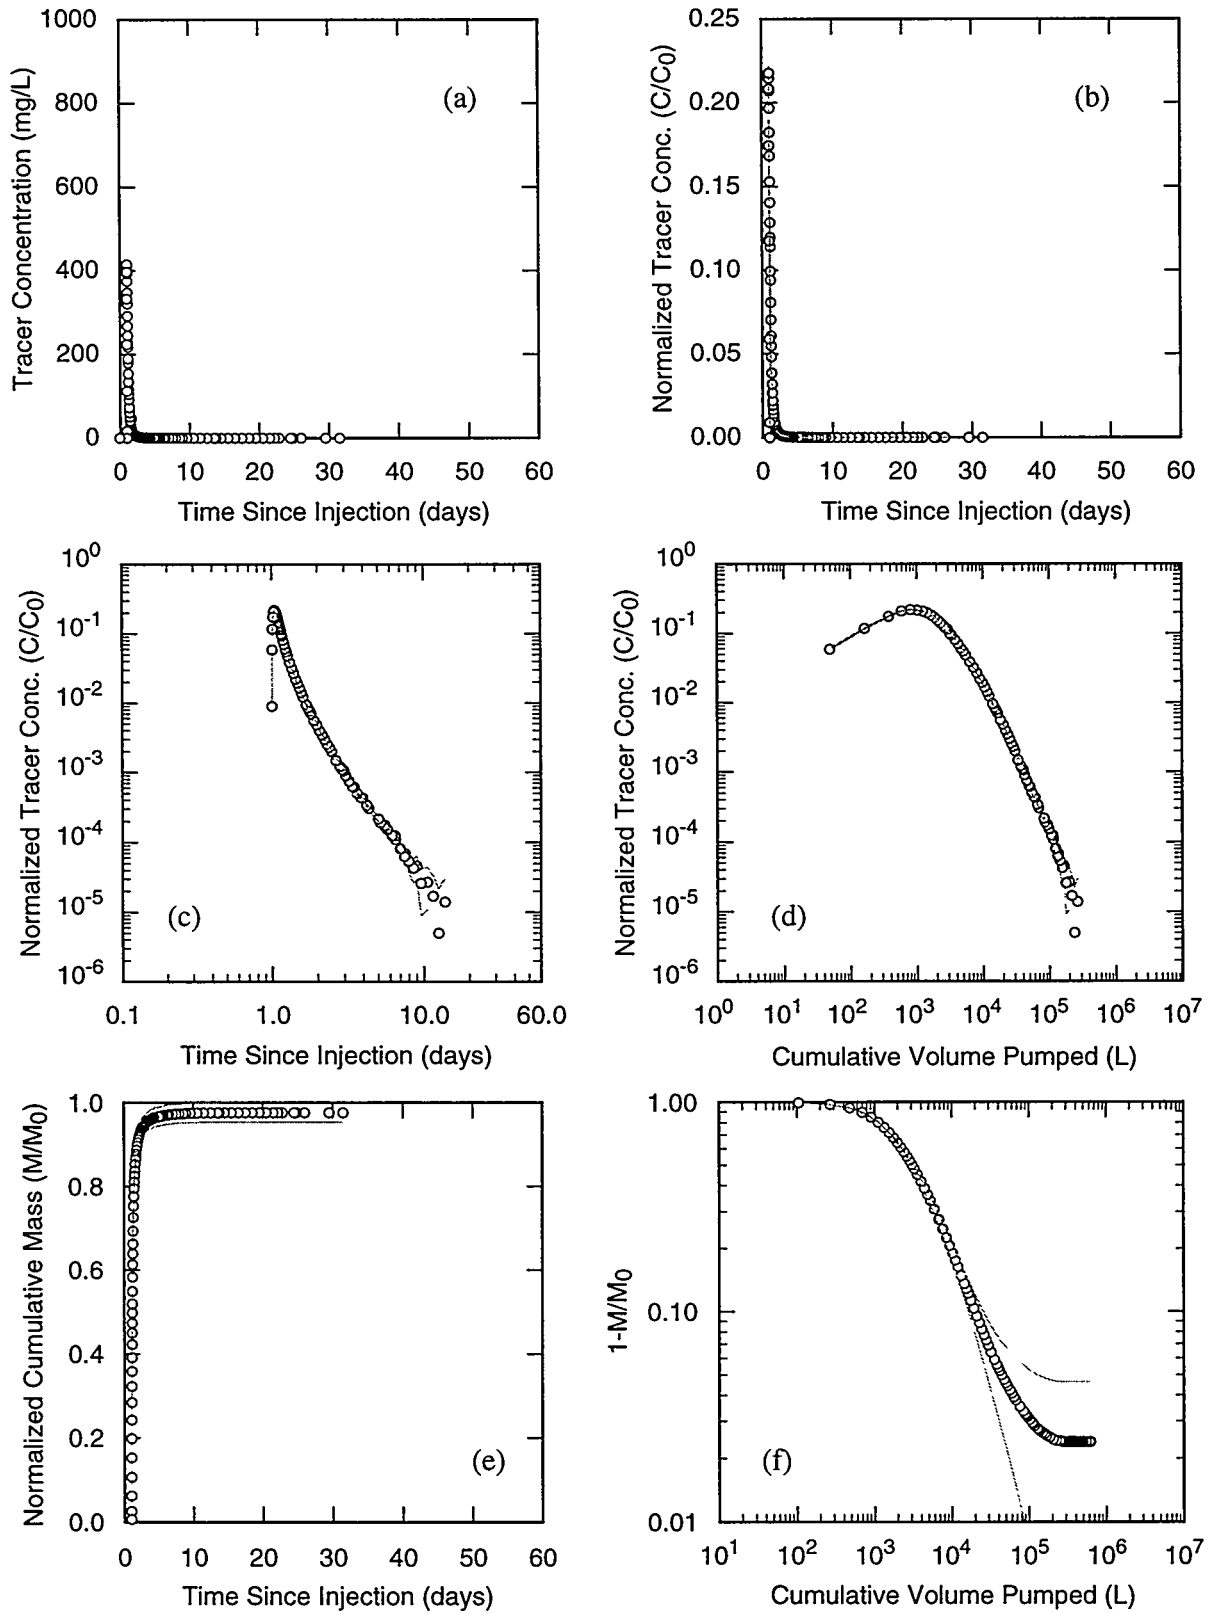 (a)
Tracer Concentration (mg/L)
1000
800
600
400
200
0
0 10 20 30 40 50 60
Time Since Injection (days)
(b)
Normalized Tracer Conc. (C/C0)
0.25
0.20
0.15
0.10
0.05
0.00
0 10 20 30 40 50 60
Time Since Injection (days)
(c)
Normalized Tracer Conc. (C/C0)
10^0
10^-1
10^-2
10^-3
10^-4
10^-5
10^-6
0.1 1.0 10.0 60.0
Time Since Injection (days)
(d)
Normalized Tracer Conc. (C/C0)
10^0
10^-1
10^-2
10^-3
10^-4
10^-5
10^-6
10^0 10^1 10^2 10^3 10^4 10^5 10^6 10^7
Cumulative Volume Pumped (L)
(e)
Normalized Cumulative Mass (M/M0)
1.0
0.8
0.6
0.4
0.2
0.0
0 10 20 30 40 50 60
Time Since Injection (days)
(f)
1-M/M0
1.00
0.10
0.01
10^1 10^2 10^3 10^4 10^5 10^6 10^7
Cumulative Volume Pumped (L)